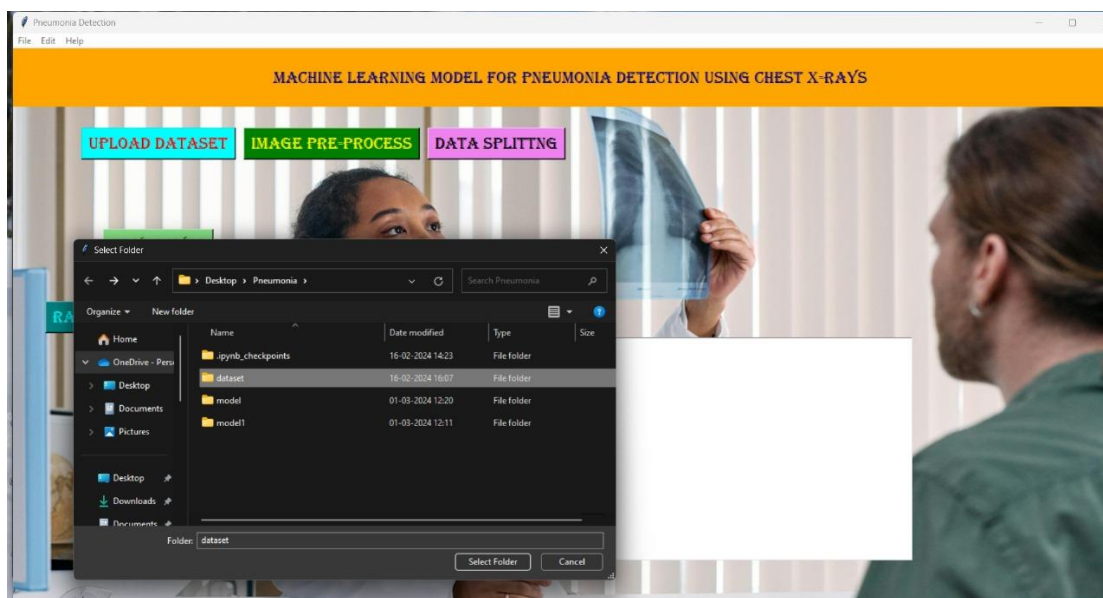 Pneumonia Detection
File Edit Help
MACHINE LEARNING MODEL FOR PNEUMONIA DETECTION USING CHEST X-RAYS
UPLOAD DATASET IMAGE PRE-PROCESS DATA SPLITTNG
Select Folder
Desktop > Pneumonia >
Search Pneumonia
Organize New folder
RA
Name Date modified Type Size
Home
.ipynb_checkpoints 16-02-2024 14:23 File folder
OneDrive - Pers
dataset 16-02-2024 16:07 File folder
Desktop
model 01-03-2024 12:20 File folder
Documents
model1 01-03-2024 12:11 File folder
Pictures
Desktop
Downloads
Documents
Folder: dataset
Select Folder Cancel